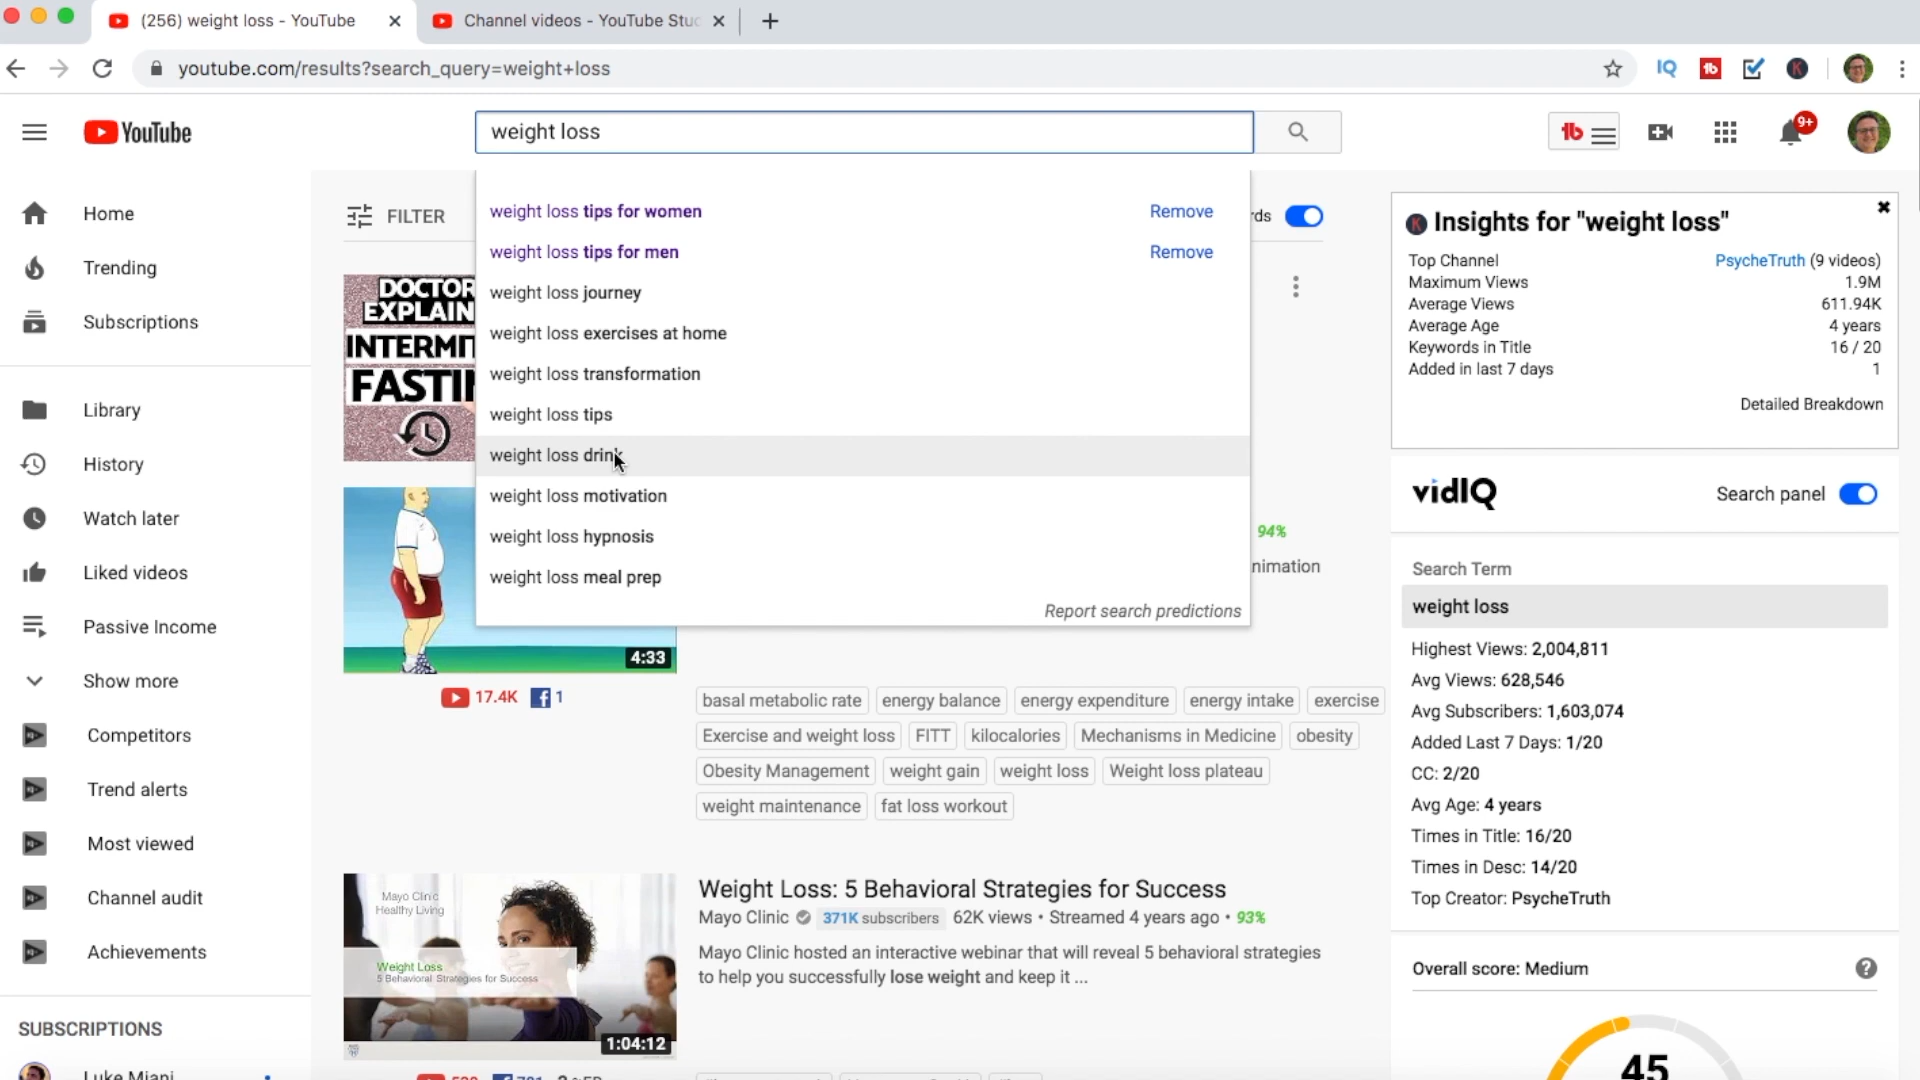 (256) weight loss - YouTube
Channel videos - YouTube Stu
youtube.com/results?search_query=weight+loss
IQ
tb
K
YouTube
weight loss
tb
9+
Home
Trending
Subscriptions
Library
History
Watch later
Liked videos
Passive Income
Show more
Competitors
Trend alerts
Most viewed
Channel audit
Achievements
SUBSCRIPTIONS
Luke Miani
FILTER
rds
weight loss tips for women Remove
weight loss tips for men Remove
weight loss journey
weight loss exercises at home
weight loss transformation
weight loss tips
weight loss drink
weight loss motivation
weight loss hypnosis
weight loss meal prep
Report search predictions
DOCTOR
EXPLAIN
INTERMIT
FASTI
94%
nimation
4:33
17.4K 1
basal metabolic rate energy balance energy expenditure energy intake exercise
Exercise and weight loss FITT kilocalories Mechanisms in Medicine obesity
Obesity Management weight gain weight loss Weight loss plateau
weight maintenance fat loss workout
Mayo Clinic
Healthy Living
Weight Loss
5 Behavioral Strategies for Success
1:04:12
Weight Loss: 5 Behavioral Strategies for Success
Mayo Clinic 371K subscribers 62K views • Streamed 4 years ago • 93%
Mayo Clinic hosted an interactive webinar that will reveal 5 behavioral strategies
to help you successfully lose weight and keep it ...
K Insights for "weight loss"
Top Channel PsycheTruth (9 videos)
Maximum Views 1.9M
Average Views 611.94K
Average Age 4 years
Keywords in Title 16 / 20
Added in last 7 days 1
Detailed Breakdown
vidIQ Search panel
Search Term
weight loss
Highest Views: 2,004,811
Avg Views: 628,546
Avg Subscribers: 1,603,074
Added Last 7 Days: 1/20
CC: 2/20
Avg Age: 4 years
Times in Title: 16/20
Times in Desc: 14/20
Top Creator: PsycheTruth
Overall score: Medium ?
45